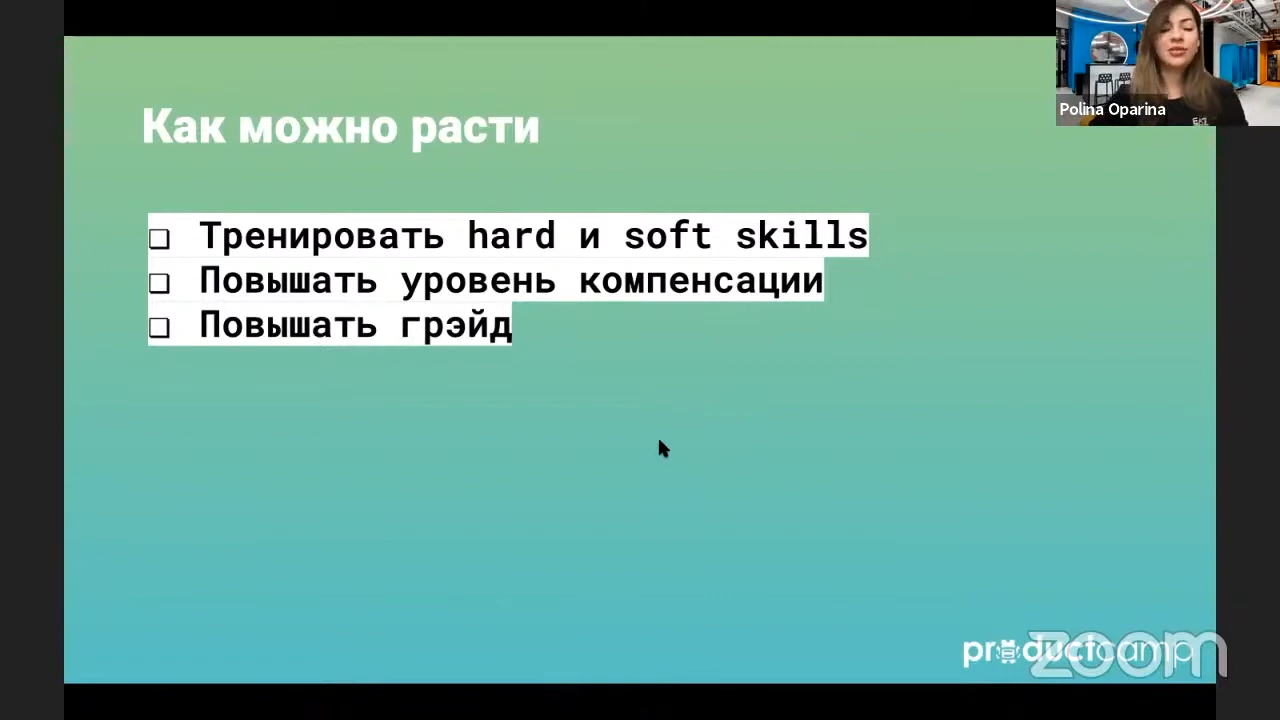 Polina Oparina
Как можно расти
❑ Тренировать hard и soft skills
❑ Повышать уровень компенсации
❑ Повышать грэйд
productcamp
zoom